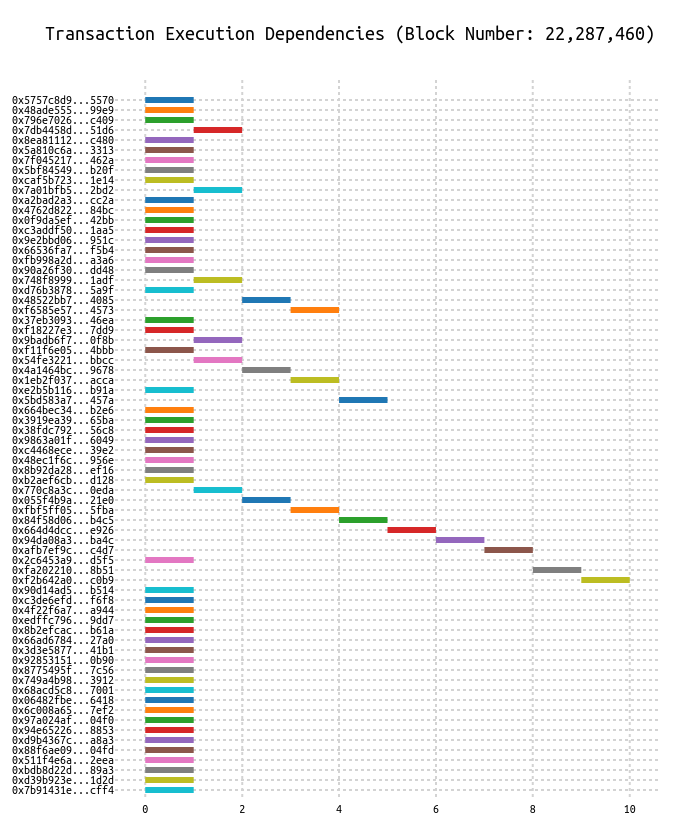 Transaction Execution Dependencies (Block Number: 22,287,460)
0x5757c8d9...5570
0x48ade555...99e9
0x796e7026...c409
0x7db4458d...51d6
0x8ea81112...c480
0x5a810c6a...3313
0x7f045217...462a
0x5bf84549...b20f
0xcaf5b723...1e14
0x7a01bfb5...2bd2
0xa2bad2a3...cc2a
0x4762d822...84bc
0x0f9da5ef...42bb
0xc3addf50...1aa5
0x9e2bbd06...951c
0x66536fa7...f5b4
0xfb998a2d...a3a6
0x90a26f30...dd48
0x748f8999...1adf
0xd76b3878...5a9f
0x48522bb7...4085
0xf6585e57...4573
0x37eb3093...46ea
0xf18227e3...7dd9
0x9badb6f7...0f8b
0xf11f6e05...4bbb
0x54fe3221...bbcc
0x4a1464bc...9678
0x1eb2f037...acca
0xe2b5b116...b91a
0x5bd583a7...457a
0x664bec34...b2e6
0x3919ea39...65ba
0x38fdc792...56c8
0x9863a01f...6049
0xc4468ece...39e2
0x48ec1f6c...956e
0x8b92da28...ef16
0xb2aef6cb...d128
0x770c8a3c...0eda
0x055f4b9a...21e0
0xfbf5ff05...5fba
0x84f58d06...b4c5
0x664d4dcc...e926
0x94da08a3...ba4c
0xafb7ef9c...c4d7
0x2c6453a9...d5f5
0xfa202210...8b51
0xf2b642a0...c0b9
0x90d14ad5...b514
0xc3de6efd...f6f8
0x4f22f6a7...a944
0xedffc796...9dd7
0x8b2efcac...b61a
0x66ad6784...27a0
0x3d3e5877...41b1
0x92853151...0b90
0x8775495f...7c56
0x749a4b98...3912
0x68acd5c8...7001
0x06482fbe...6418
0x6c008a65...7ef2
0x97a024af...04f0
0x94e65226...8853
0xd9b4367c...a8a3
0x88f6ae09...04fd
0x511f4e6a...2eea
0xbdb8d22d...89a3
0xd39b923e...1d2d
0x7b91431e...cff4
0 2 4 6 8 10